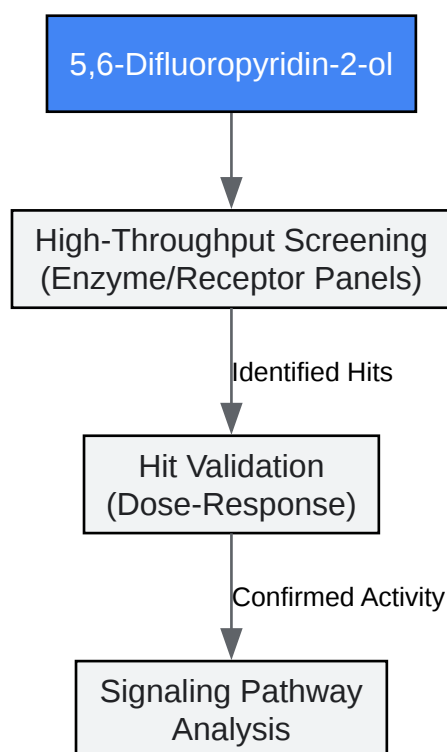 5,6-Difluoropyridin-2-ol
High-Throughput Screening
(Enzyme/Receptor Panels)
Identified Hits
Hit Validation
(Dose-Response)
Confirmed Activity
Signaling Pathway
Analysis